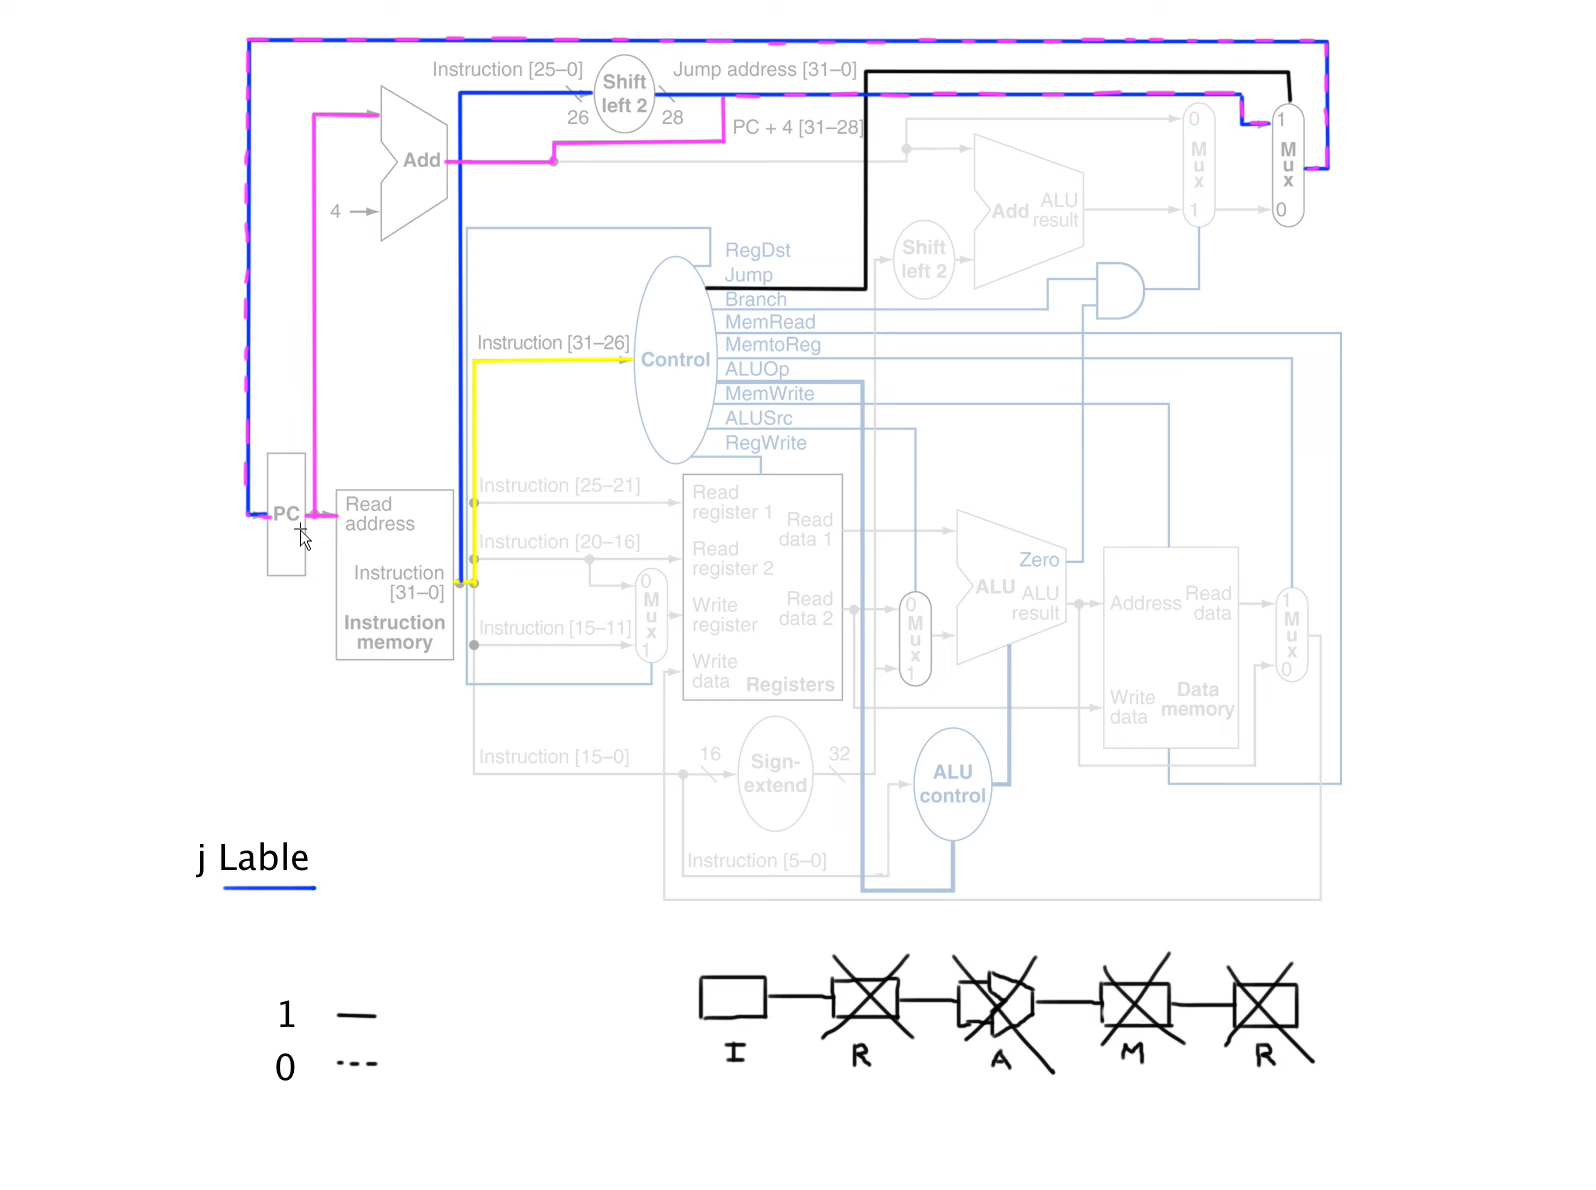 Instruction [25–0]
Shift
left 2
Jump address [31–0]
26
28
PC + 4 [31–28]
Add
4
0
M
u
x
1
1
M
u
x
0
Add
ALU
result
Shift
left 2
RegDst
Jump
Branch
MemRead
MemtoReg
ALUOp
MemWrite
ALUSrc
RegWrite
Instruction [31–26]
Control
PC
Read
address
Instruction
[31–0]
Instruction
memory
Instruction [25–21]
Instruction [20–16]
Instruction [15–11]
0
M
u
x
1
Read
register 1
Read
data 1
Read
register 2
Write
register
Read
data 2
Write
data
Registers
0
M
u
x
1
Zero
ALU
ALU
result
Address
Read
data
Write
data
Data
memory
1
M
u
x
0
Instruction [15–0]
16
Sign-
extend
32
ALU
control
Instruction [5–0]
j Lable
1
0
I R A M R